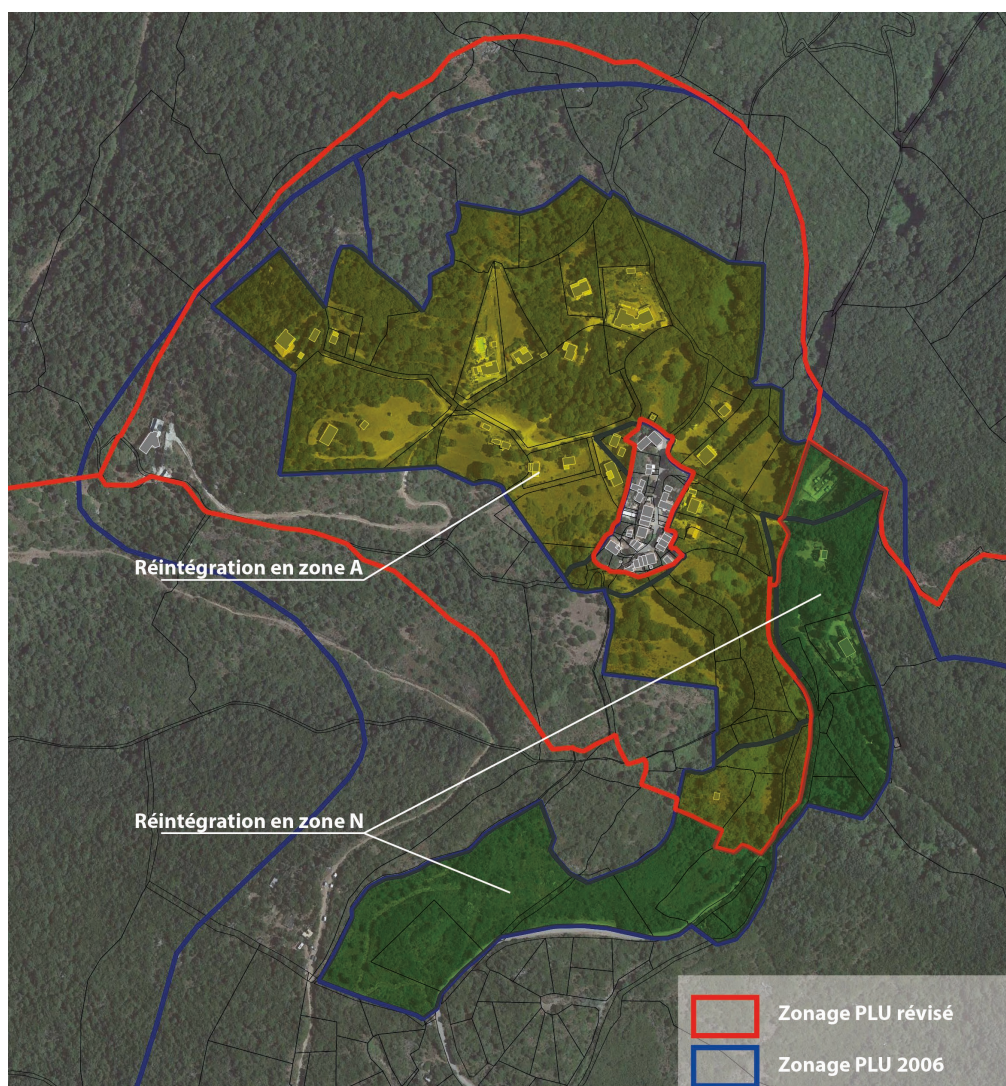 Réintégration en zone A
Réintégration en zone N
Zonage PLU révisé
Zonage PLU 2006